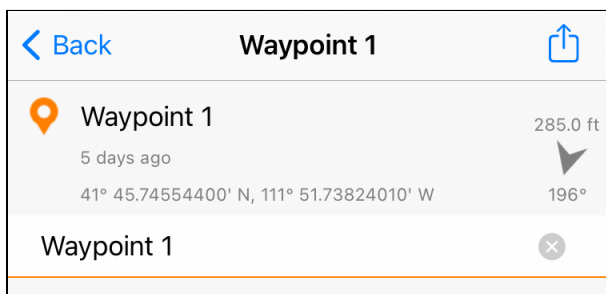 Back
Waypoint 1
Waypoint 1
285.0 ft
5 days ago
41° 45.74554400' N, 111° 51.73824010' W
196°
Waypoint 1